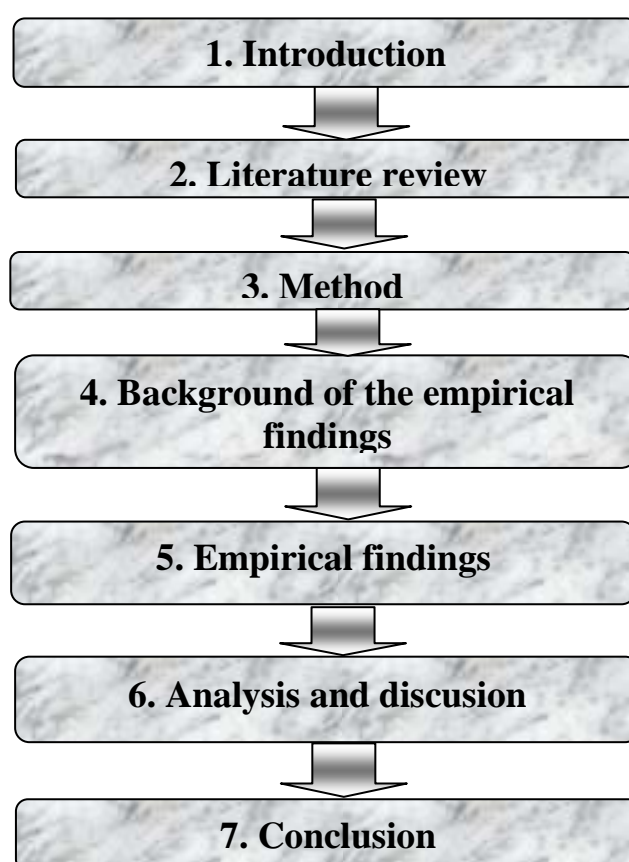 1. Introduction
2. Literature review
3. Method
4. Background of the empirical
findings
5. Empirical findings
6. Analysis and discusion
7. Conclusion